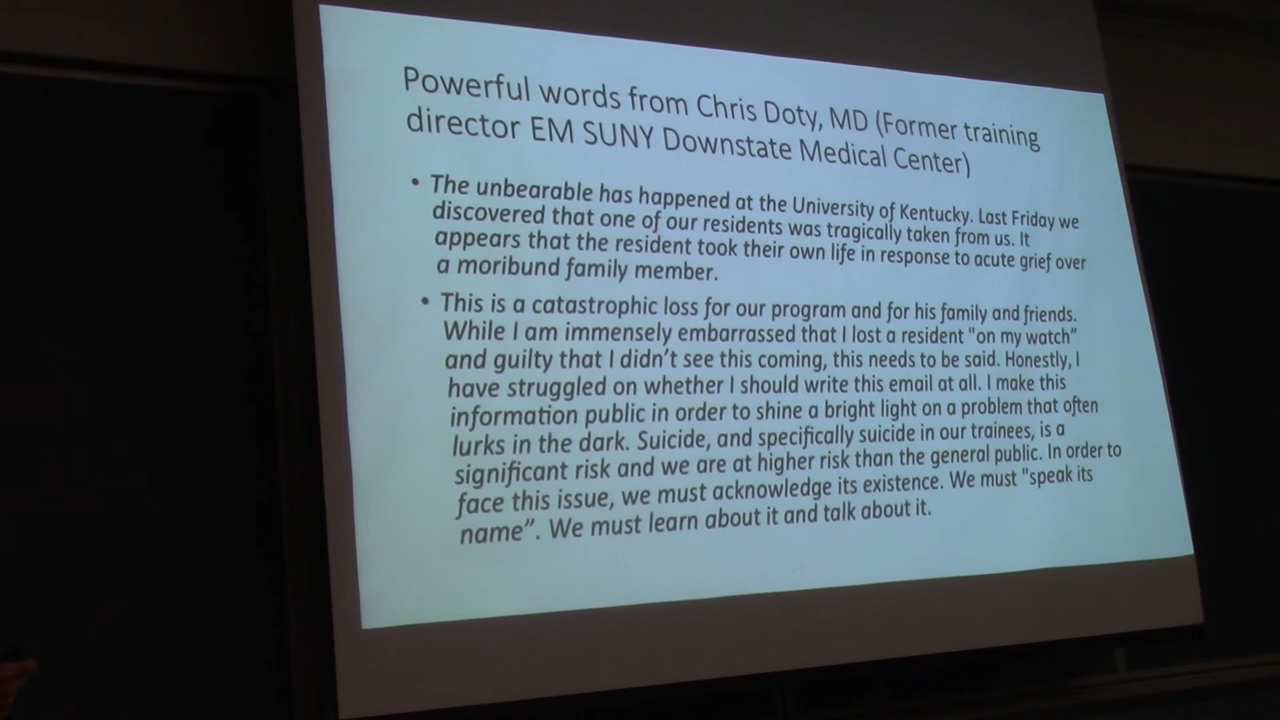 Powerful words from Chris Doty, MD (Former training
director EM SUNY Downstate Medical Center)
• The unbearable has happened at the University of Kentucky. Last Friday we
discovered that one of our residents was tragically taken from us. It
appears that the resident took their own life in response to acute grief over
a moribund family member.
• This is a catastrophic loss for our program and for his family and friends.
While I am immensely embarrassed that I lost a resident "on my watch"
and guilty that I didn't see this coming, this needs to be said. Honestly, I
have struggled on whether I should write this email at all. I make this
information public in order to shine a bright light on a problem that often
lurks in the dark. Suicide, and specifically suicide in our trainees, is a
significant risk and we are at higher risk than the general public. In order to
face this issue, we must acknowledge its existence. We must "speak its
name”. We must learn about it and talk about it.